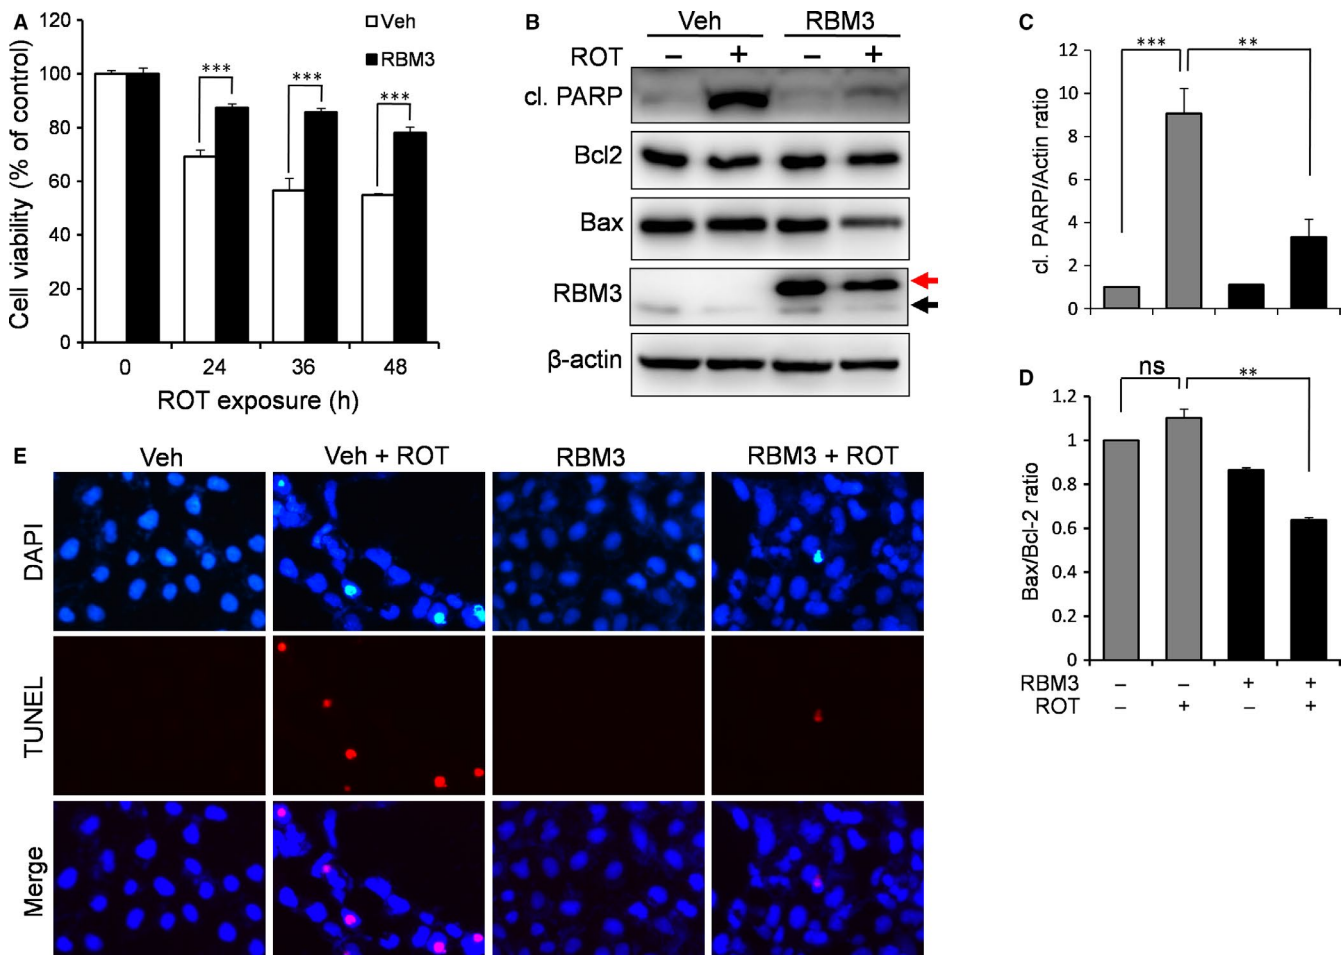 A
Cell viability (% of control)
120
100
80
60
40
20
0
Veh
RBM3
***
***
***
0 24 36 48
ROT exposure (h)
B
Veh RBM3
ROT – + – +
cl. PARP
Bcl2
Bax
RBM3
β-actin
C
cl. PARP/Actin ratio
12
10
8
6
4
2
0
*** **
D
Bax/Bcl-2 ratio
1.2
1
0.8
0.6
0.4
0.2
0
ns **
RBM3 – – + +
ROT – + – +
E
Veh Veh + ROT RBM3 RBM3 + ROT
DAPI
TUNEL
Merge